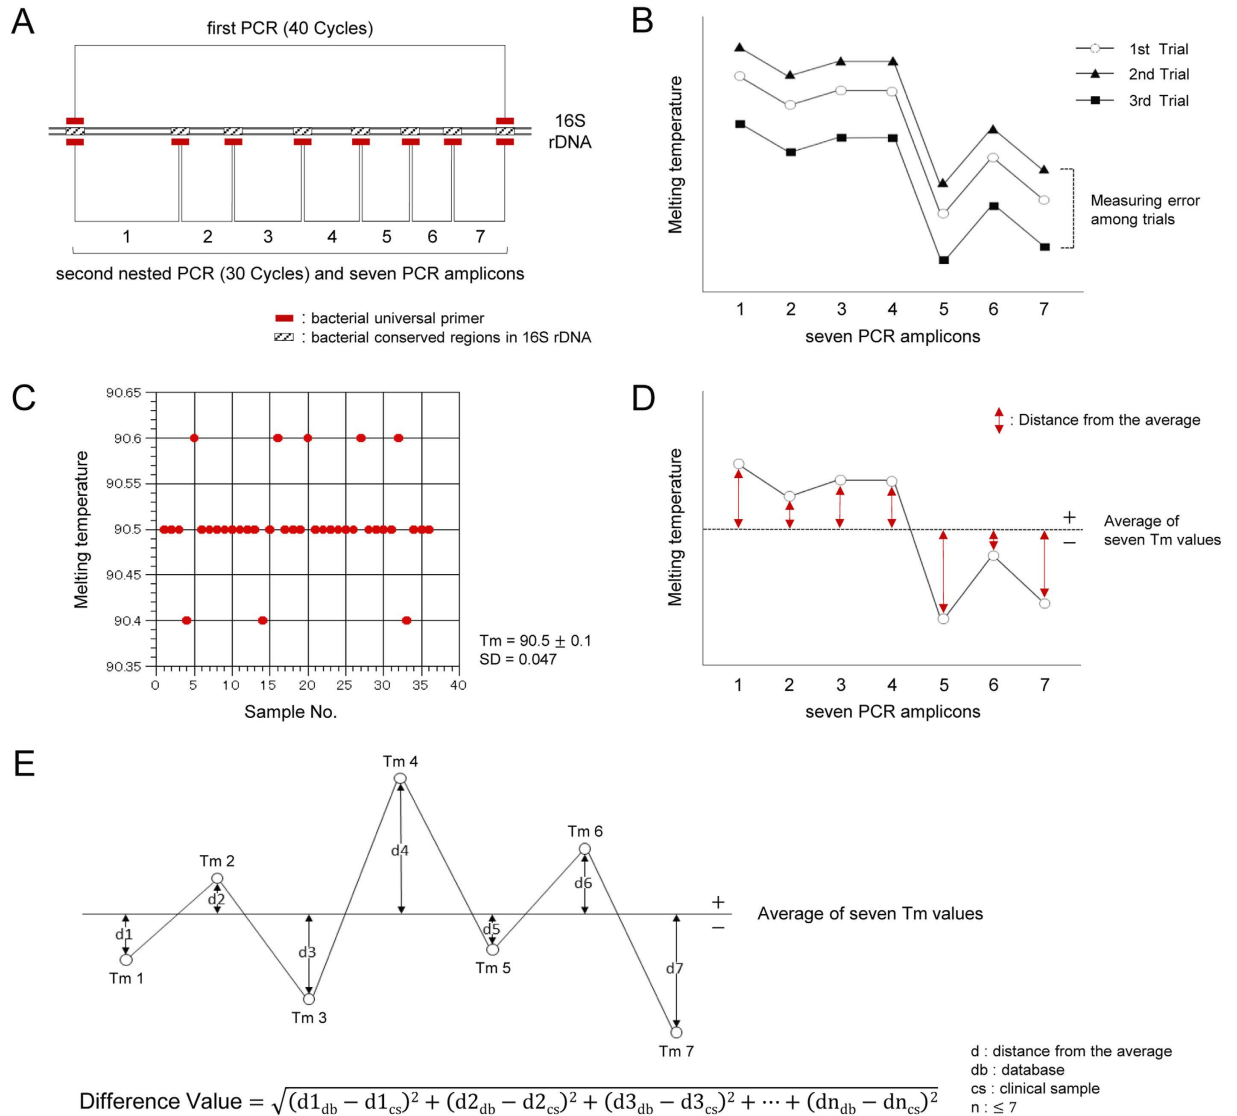 A
first PCR (40 Cycles)
16S
rDNA
1 2 3 4 5 6 7
second nested PCR (30 Cycles) and seven PCR amplicons
: bacterial universal primer
: bacterial conserved regions in 16S rDNA
B
Melting temperature
1st Trial
2nd Trial
3rd Trial
Measuring error
among trials
1 2 3 4 5 6 7
seven PCR amplicons
C
Melting temperature
90.65
90.6
90.55
90.5
90.45
90.4
90.35
0 5 10 15 20 25 30 35 40
Sample No.
Tm = 90.5 ± 0.1
SD = 0.047
D
Melting temperature
: Distance from the average
+
−
Average of
seven Tm values
1 2 3 4 5 6 7
seven PCR amplicons
E
Tm 4
Tm 6
Tm 2
d4
d6
d2
+
−
Average of seven Tm values
d1
d5
d3
d7
Tm 1
Tm 5
Tm 3
Tm 7
Difference Value = √(d1db − d1cs)² + (d2db − d2cs)² + (d3db − d3cs)² + ⋯ + (dndb − dncs)²
d : distance from the average
db : database
cs : clinical sample
n : ≤ 7